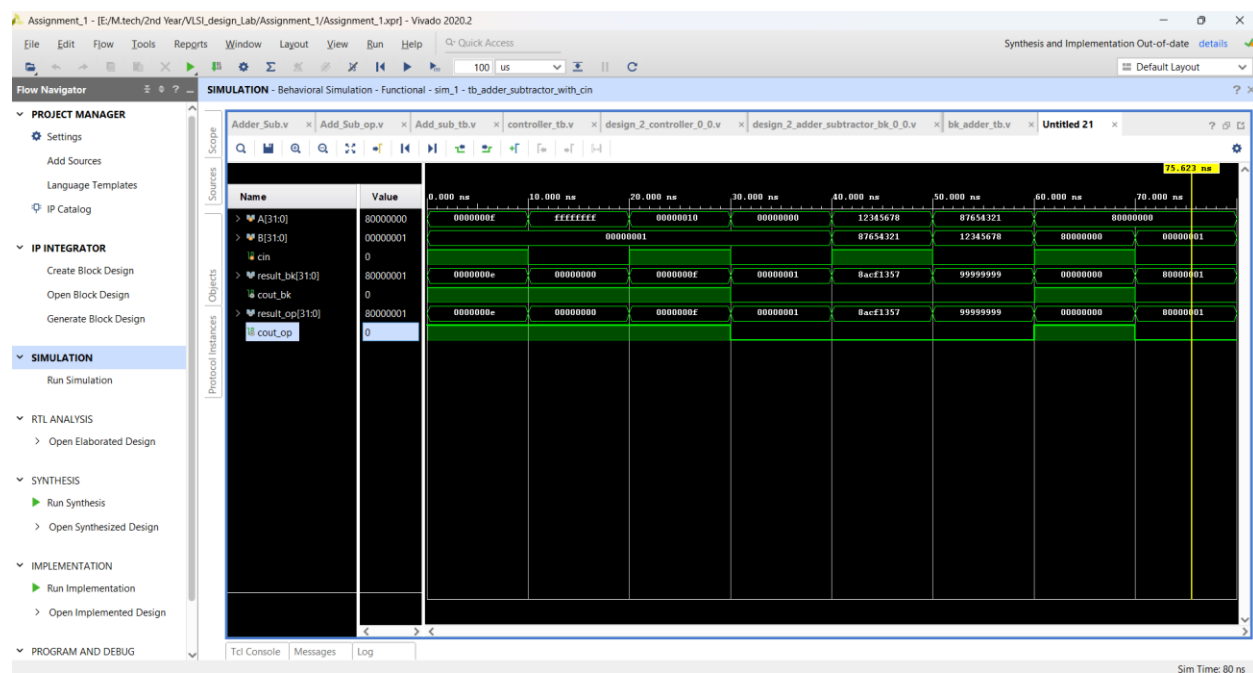 Assignment_1 - [E:/M.tech/2nd Year/VLSI_design_Lab/Assignment_1/Assignment_1.xpr] - Vivado 2020.2
File Edit Flow Tools Reports Window Layout View Run Help Quick Access
Synthesis and Implementation Out-of-date details
100 us
Default Layout
Flow Navigator
SIMULATION - Behavioral Simulation - Functional - sim_1 - tb_adder_subtractor_with_cin
PROJECT MANAGER
Settings
Add Sources
Language Templates
IP Catalog
IP INTEGRATOR
Create Block Design
Open Block Design
Generate Block Design
SIMULATION
Run Simulation
RTL ANALYSIS
Open Elaborated Design
SYNTHESIS
Run Synthesis
Open Synthesized Design
IMPLEMENTATION
Run Implementation
Open Implemented Design
PROGRAM AND DEBUG
Scope
Sources
Objects
Protocol Instances
Adder_Sub.v Add_Sub_op.v Add_sub_tb.v controller_tb.v design_2_controller_0_0.v design_2_adder_subtractor_bk_0_0.v bk_adder_tb.v Untitled 21
75.623 ns
Name Value 0.000 ns 10.000 ns 20.000 ns 30.000 ns 40.000 ns 50.000 ns 60.000 ns 70.000 ns
A[31:0] 80000000 0000000f ffffffff 00000010 00000000 12345678 87654321 80000000
B[31:0] 00000001 00000001 87654321 12345678 80000000 00000001
cin 0
result_bk[31:0] 80000001 0000000e 00000000 0000000f 00000001 8acf1357 99999999 00000000 80000001
cout_bk 0
result_op[31:0] 80000001 0000000e 00000000 0000000f 00000001 8acf1357 99999999 00000000 80000001
cout_op 0
Tcl Console Messages Log
Sim Time: 80 ns